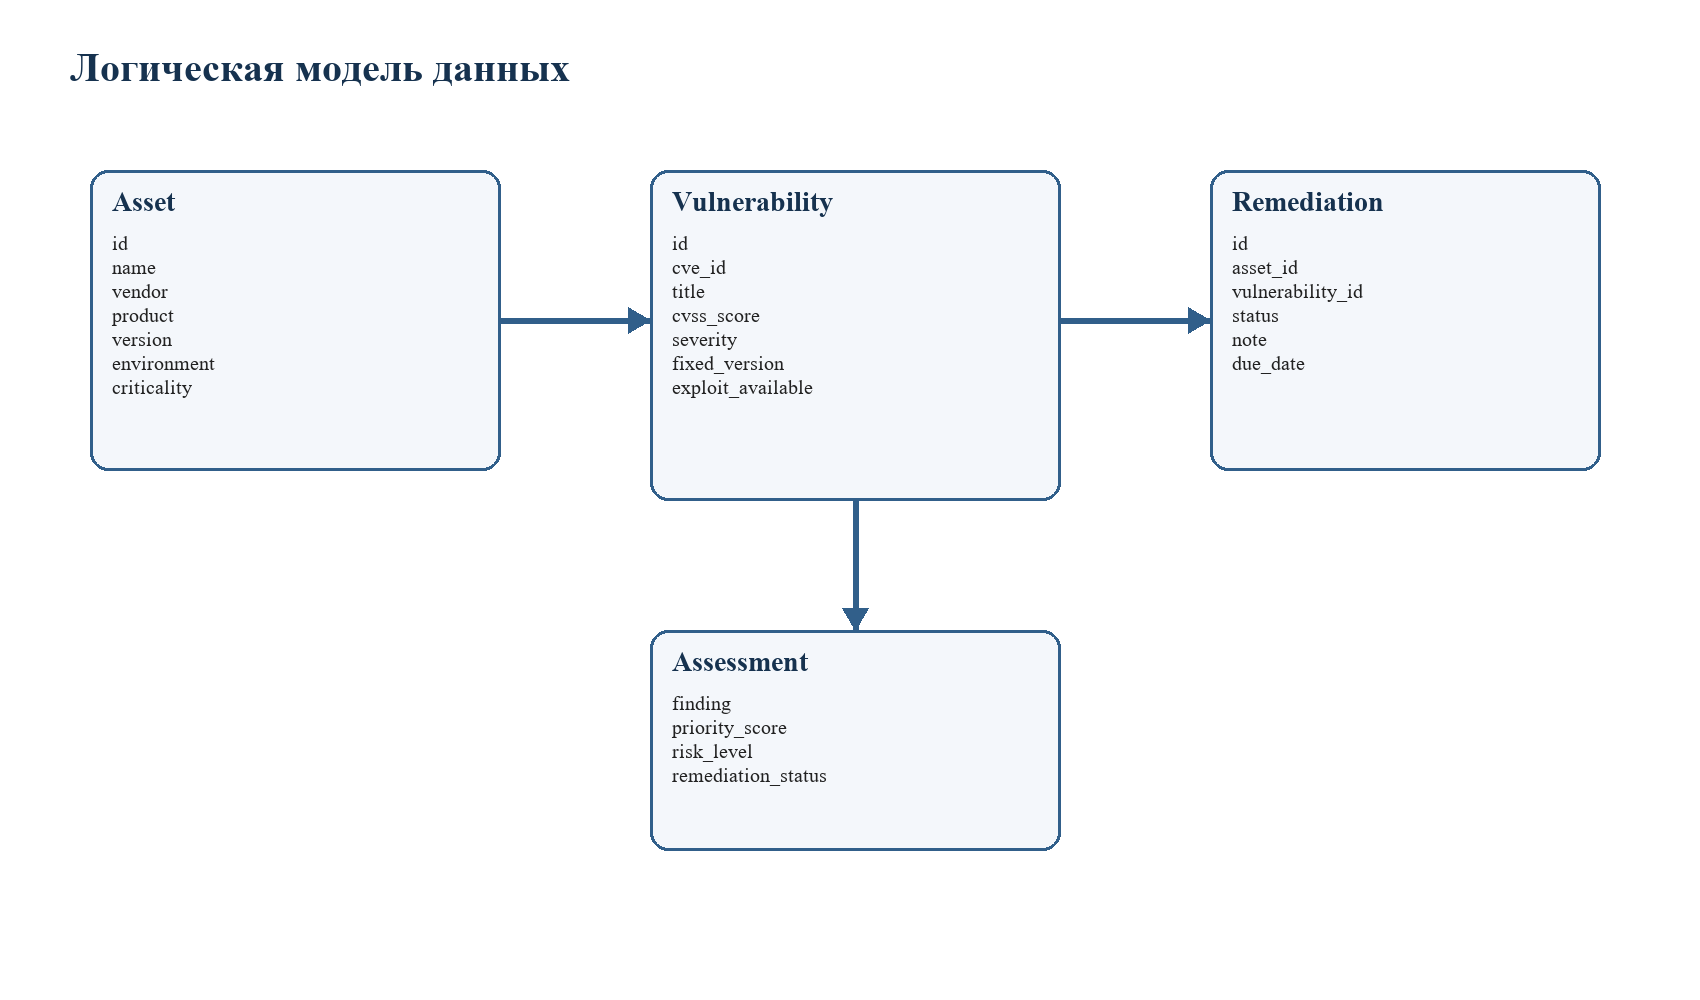 Логическая модель данных
Asset
id
name
vendor
product
version
environment
criticality
Vulnerability
id
cve_id
title
cvss_score
severity
fixed_version
exploit_available
Remediation
id
asset_id
vulnerability_id
status
note
due_date
Assessment
finding
priority_score
risk_level
remediation_status